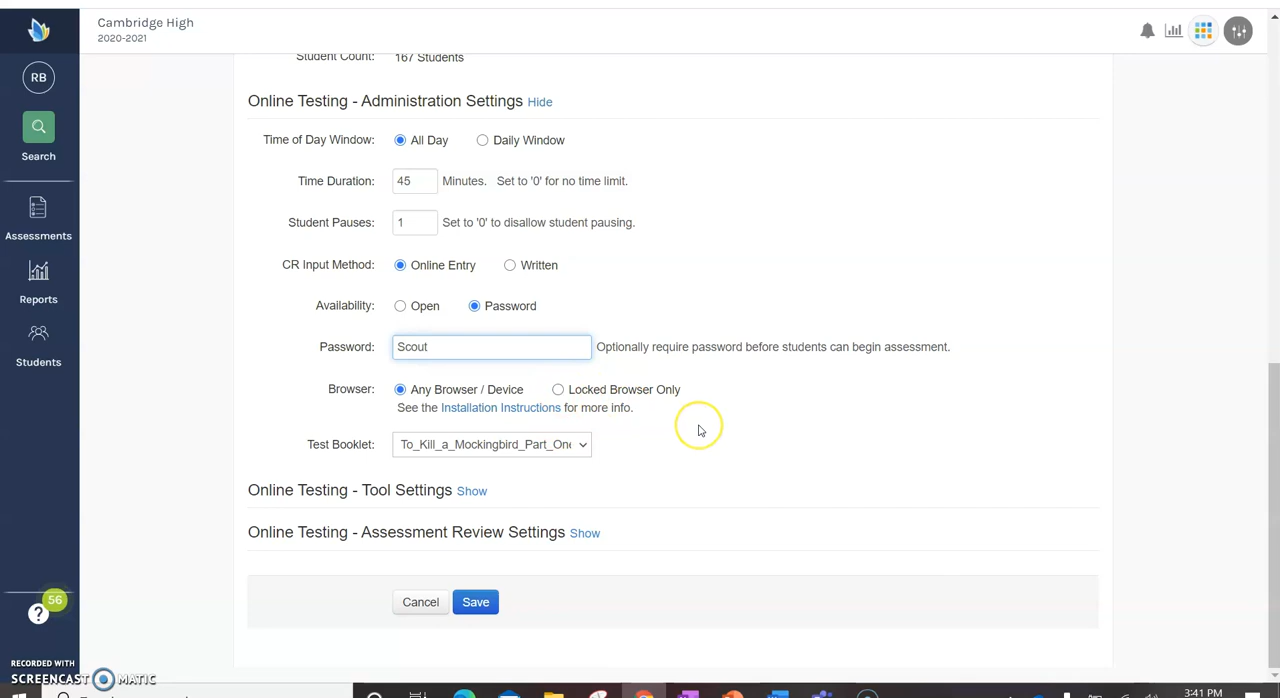 Cambridge High
2020-2021
RB
Search
Assessments
Reports
Students
56
?
RECORDED WITH
SCREENCAST MATIC
Student Count: 167 Students
Online Testing - Administration Settings Hide
Time of Day Window: All Day Daily Window
Time Duration: 45 Minutes. Set to '0' for no time limit.
Student Pauses: 1 Set to '0' to disallow student pausing.
CR Input Method: Online Entry Written
Availability: Open Password
Password: Scout Optionally require password before students can begin assessment.
Browser: Any Browser / Device Locked Browser Only
See the Installation Instructions for more info.
Test Booklet: To_Kill_a_Mockingbird_Part_One
Online Testing - Tool Settings Show
Online Testing - Assessment Review Settings Show
Cancel Save
3:41 PM